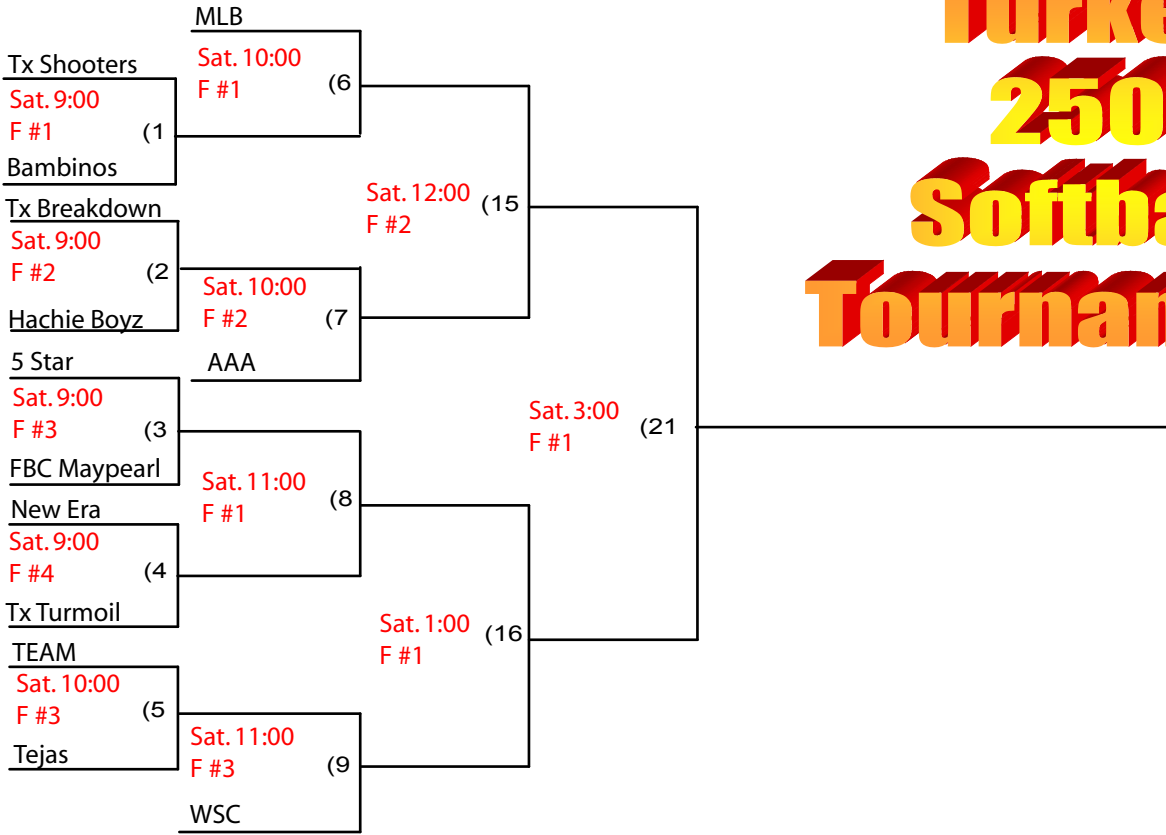 MLB
Tx Shooters
Sat. 10:00
F #1
(6
Sat. 9:00
F #1
(1
Bambinos
Tx Breakdown
Sat. 9:00
F #2
(2
Hachie Boyz
Sat. 10:00
F #2
(7
AAA
Sat. 12:00
F #2
(15
5 Star
Sat. 9:00
F #3
(3
FBC Maypearl
Sat. 11:00
F #1
(8
New Era
Sat. 9:00
F #4
(4
Tx Turmoil
Sat. 3:00
F #1
(21
Sat. 1:00
F #1
(16
TEAM
Sat. 10:00
F #3
(5
Tejas
Sat. 11:00
F #3
(9
WSC
Turke
250
Softba
Tournam